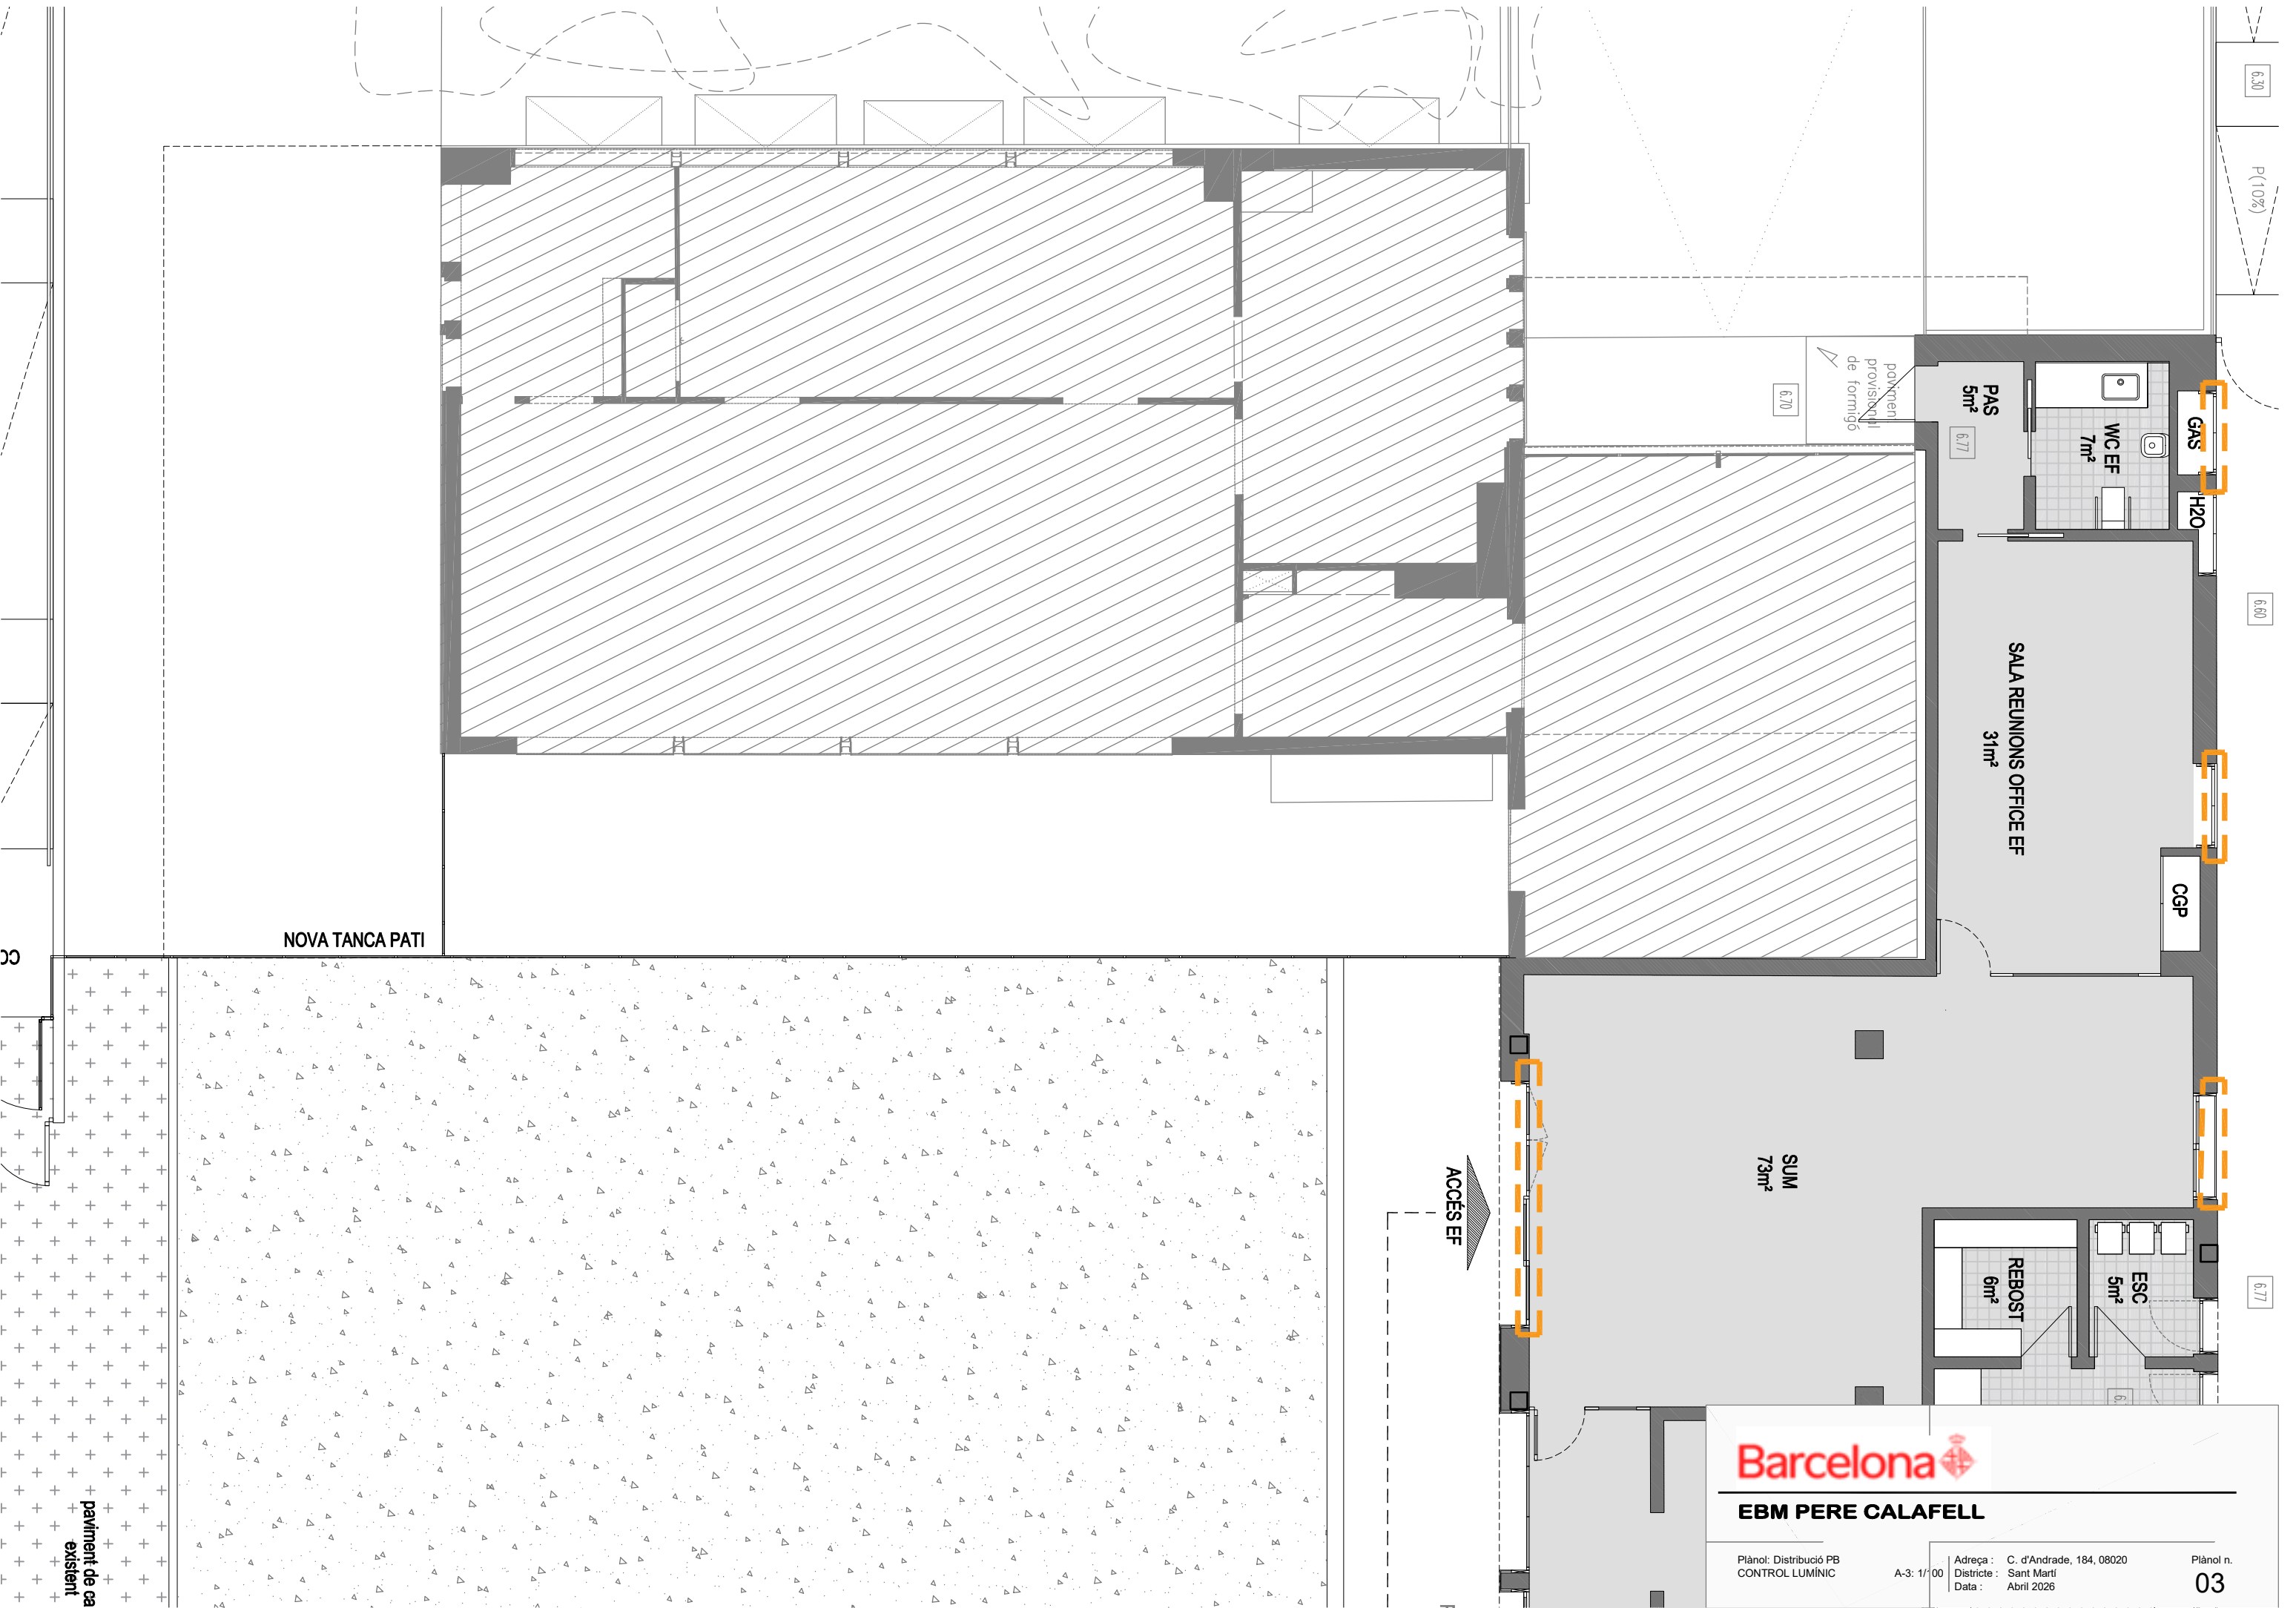 6.30
P(10%)
paviment
provisional
de formigó
6.70
PAS
5m²
6.77
WC EF
7m²
GAS
H2O
6.60
SALA REUNIONS OFFICE EF
31m²
CGP
NOVA TANCA PATI
SUM
73m²
ACCÉS EF
REBOST
6m²
ESC
5m²
6.77
paviment de ca
existent
Barcelona
EBM PERE CALAFELL
Plànol: Distribució PB
CONTROL LUMÍNIC
A-3: 1/100
Adreça : C. d'Andrade, 184, 08020
Districte : Sant Martí
Data : Abril 2026
Plànol n.
03